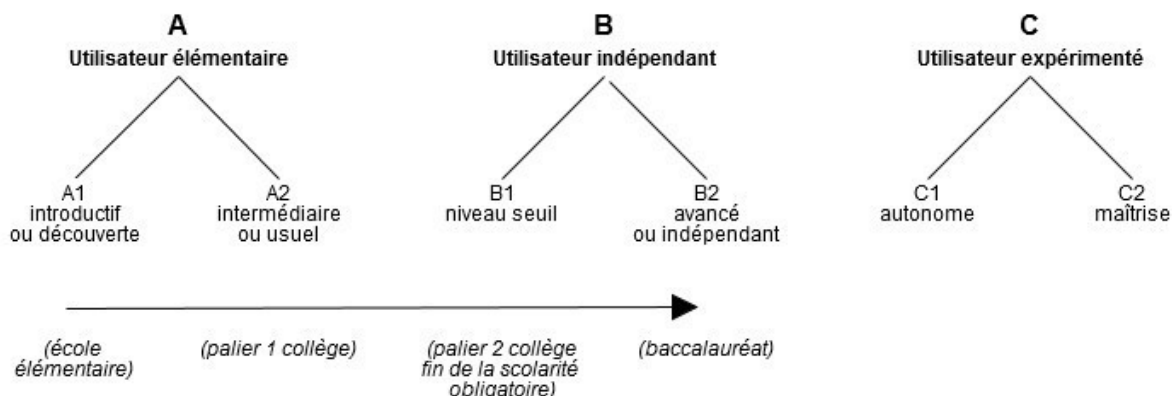 A
Utilisateur élémentaire
A1
introductif
ou découverte
A2
intermédiaire
ou usuel
B
Utilisateur indépendant
B1
niveau seuil
B2
avancé
ou indépendant
C
Utilisateur expérimenté
C1
autonome
C2
maîtrise
(école
élémentaire)
(palier 1 collège)
(palier 2 collège
fin de la scolarité
obligatoire)
(baccalauréat)